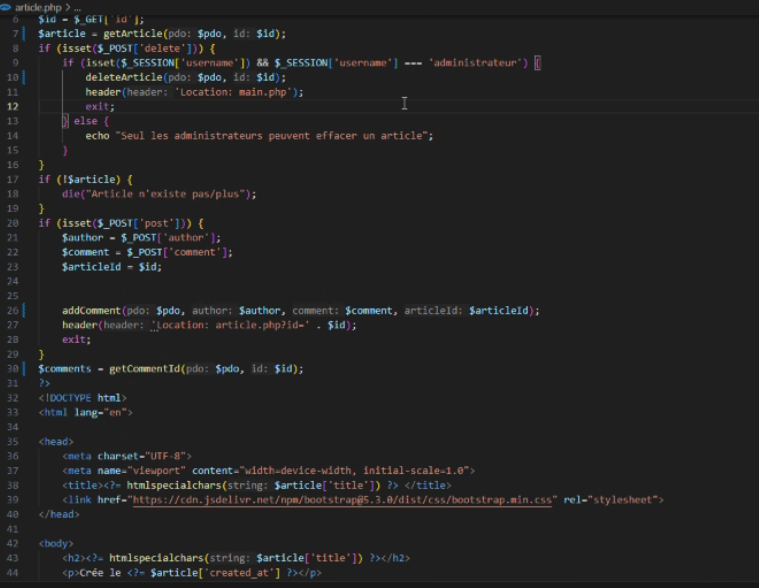 article.php > ...
6 $id = $_GET['id'];
7 $article = getArticle(pdo: $pdo, id: $id);
8 if (isset($_POST['delete'])) {
9 if (isset($_SESSION['username']) && $_SESSION['username'] === 'administrateur') {
10 deleteArticle(pdo: $pdo, id: $id);
11 header(header: 'Location: main.php');
12 exit;
13 } else {
14 echo "Seul les administrateurs peuvent effacer un article";
15 }
16 }
17 if (!$article) {
18 die("Article n'existe pas/plus");
19 }
20 if (isset($_POST['post'])) {
21 $author = $_POST['author'];
22 $comment = $_POST['comment'];
23 $articleId = $id;
24
25
26 addComment(pdo: $pdo, author: $author, comment: $comment, articleId: $articleId);
27 header(header: 'Location: article.php?id=' . $id);
28 exit;
29 }
30 $comments = getCommentId(pdo: $pdo, id: $id);
31 ?>
32 <!DOCTYPE html>
33 <html lang="en">
34
35 <head>
36 <meta charset="UTF-8">
37 <meta name="viewport" content="width=device-width, initial-scale=1.0">
38 <title><?= htmlspecialchars(string: $article['title']) ?> </title>
39 <link href="https://cdn.jsdelivr.net/npm/bootstrap@5.3.0/dist/css/bootstrap.min.css" rel="stylesheet">
40 </head>
41
42 <body>
43 <h2><?= htmlspecialchars(string: $article['title']) ?></h2>
44 <p>Crée le <?= $article['created_at'] ?></p>